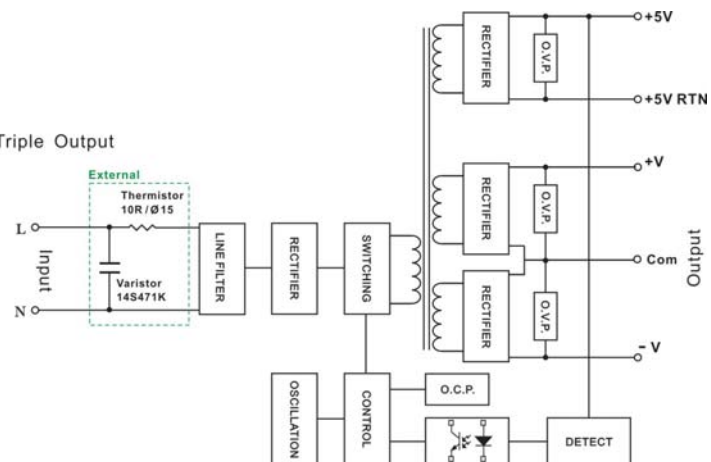 Triple Output
External
Thermistor
10R / Ø 15
L
Input
Varistor
14S471K
N
LINE FILTER
RECTIFIER
SWITCHING
RECTIFIER
O.V.P.
+5V
+5V RTN
RECTIFIER
O.V.P.
+V
Com
Output
RECTIFIER
O.V.P.
- V
OSCILLATION
CONTROL
O.C.P.
DETECT